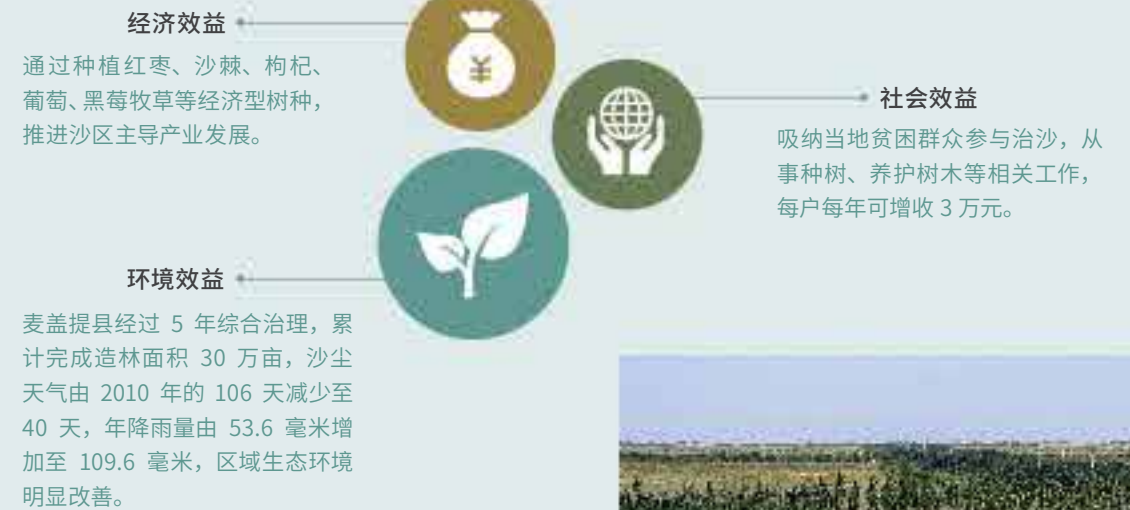 经济效益
通过种植红枣、沙棘、枸杞、
葡萄、黑莓牧草等经济型树种，
推进沙区主导产业发展。
¥
社会效益
吸纳当地贫困群众参与治沙，从
事种树、养护树木等相关工作，
每户每年可增收 3 万元。
环境效益
麦盖提县经过 5 年综合治理，累
计完成造林面积 30 万亩，沙尘
天气由 2010 年的 106 天减少至
40 天，年降雨量由 53.6 毫米增
加至 109.6 毫米，区域生态环境
明显改善。